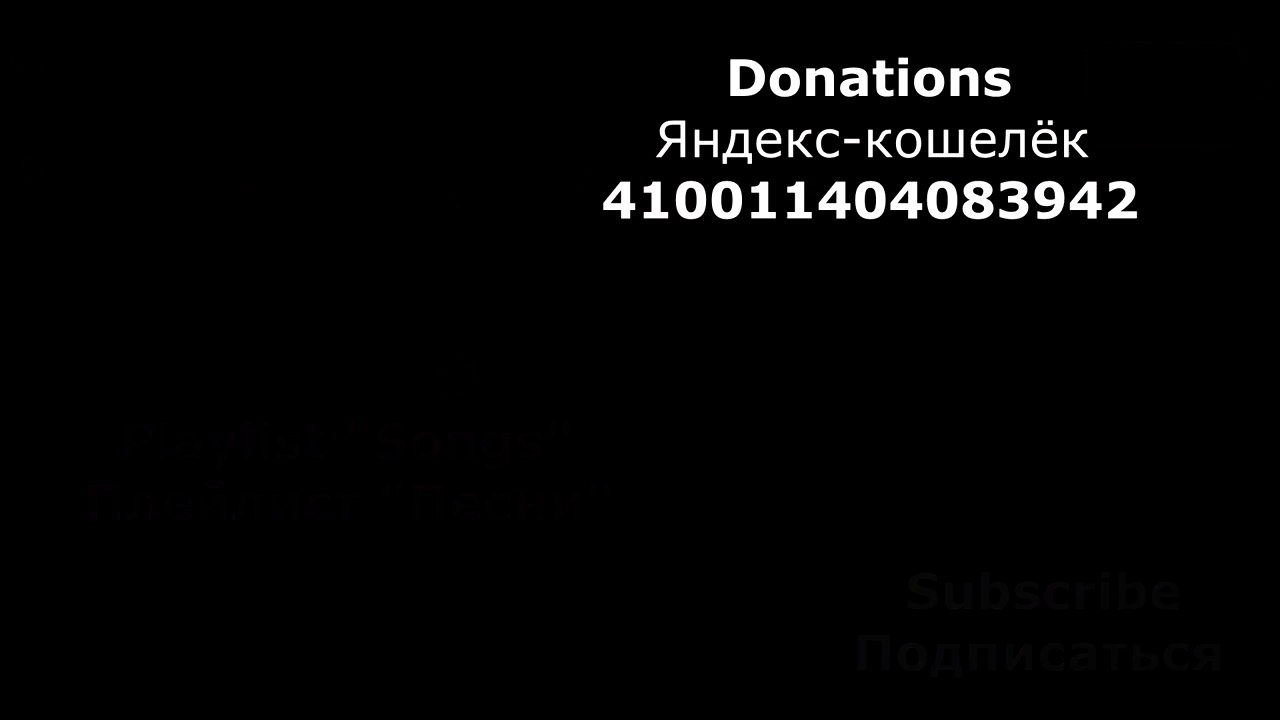 Donations
Яндекс-кошелёк
410011404083942
Playlist "Songs"
Плейлист "Песни"
Subscribe
Подписаться